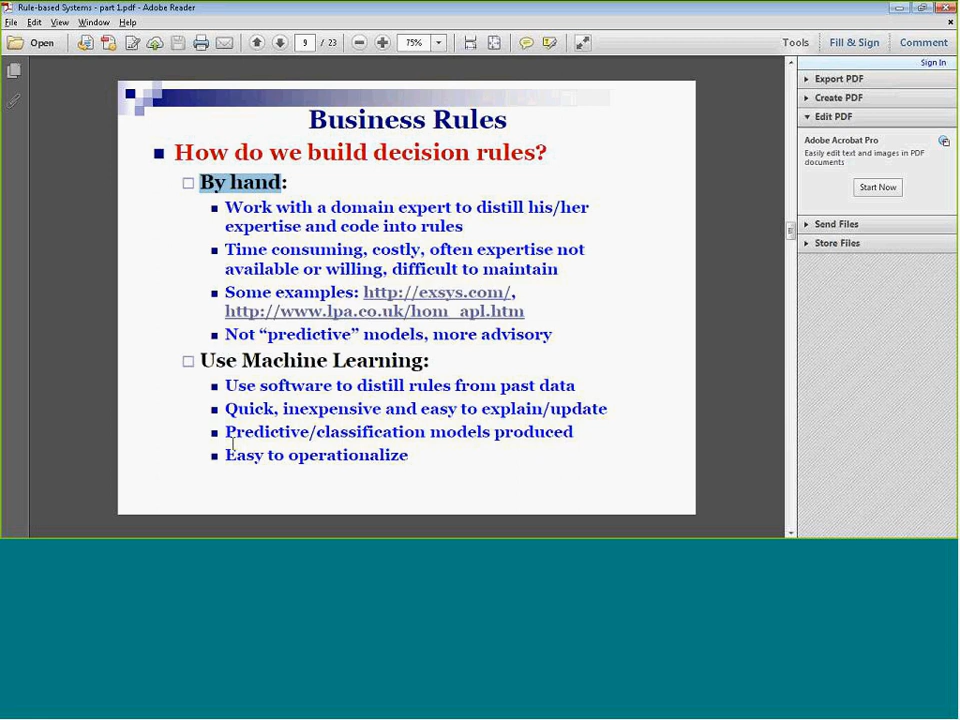 Rule-based Systems - part 1.pdf - Adobe Reader
File Edit View Window Help
Open 9 / 23 75% Tools Fill & Sign Comment
Sign In
Export PDF
Create PDF
Edit PDF
Adobe Acrobat Pro
Easily edit text and images in PDF
documents
Start Now
Send Files
Store Files
Business Rules
How do we build decision rules?
By hand:
Work with a domain expert to distill his/her
expertise and code into rules
Time consuming, costly, often expertise not
available or willing, difficult to maintain
Some examples: http://exsys.com/,
http://www.lpa.co.uk/hom_apl.htm
Not “predictive” models, more advisory
Use Machine Learning:
Use software to distill rules from past data
Quick, inexpensive and easy to explain/update
Predictive/classification models produced
Easy to operationalize